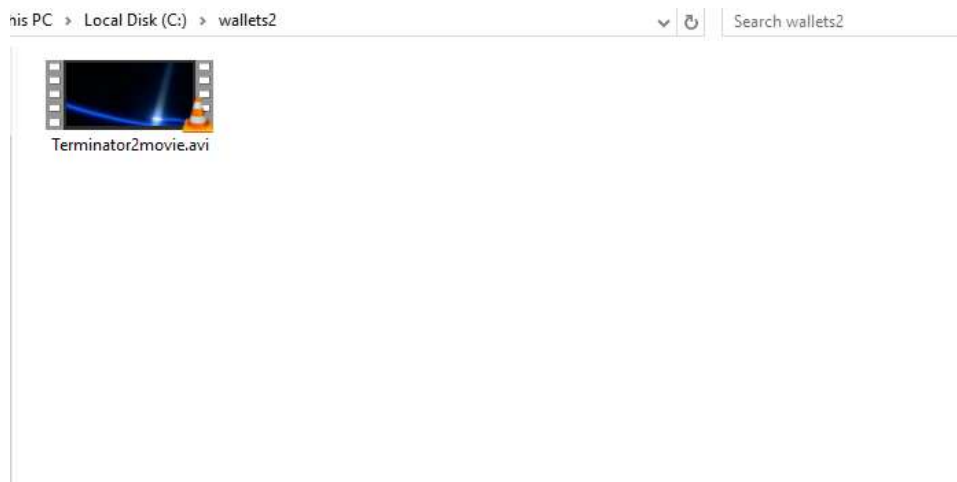 his PC > Local Disk (C:) > wallets2
Search wallets2
Terminator2movie.avi